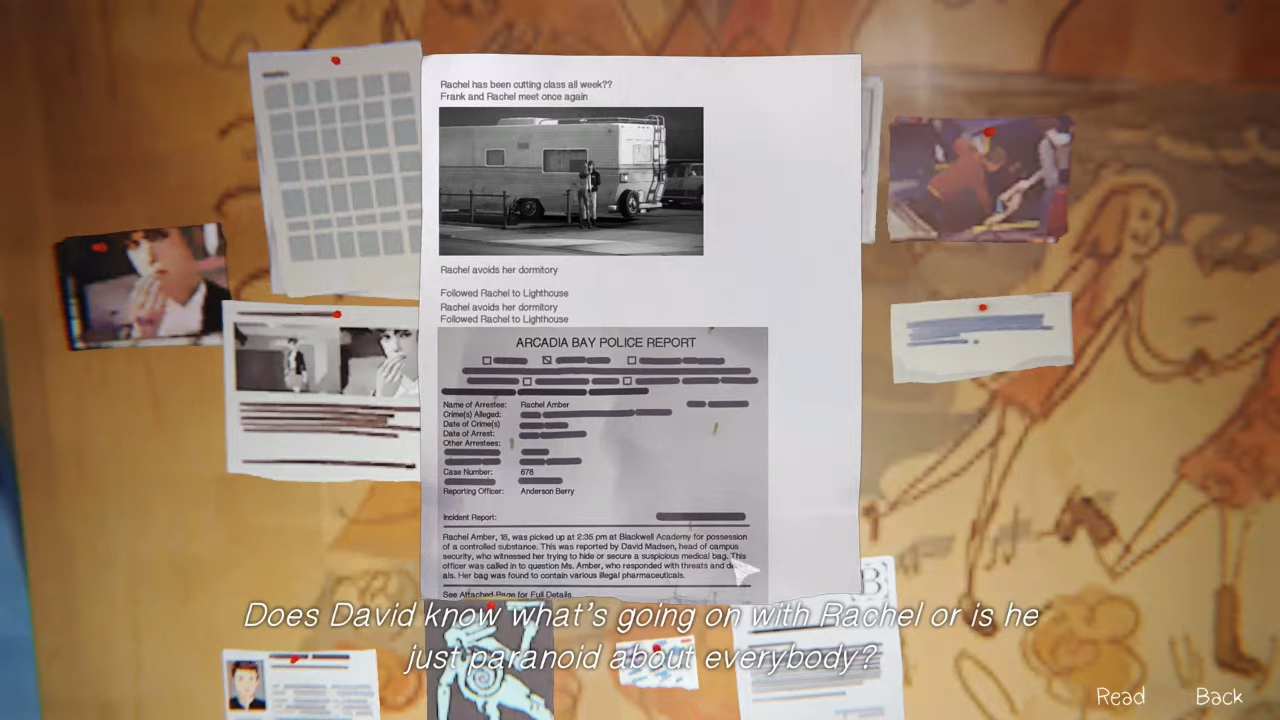 Rachel has been cutting class all week??
Frank and Rachel meet once again
Rachel avoids her dormitory
Followed Rachel to Lighthouse
Rachel avoids her dormitory
Followed Rachel to Lighthouse
ARCADIA BAY POLICE REPORT
Name of Arrestee: Rachel Amber
Crime(s) Alleged:
Date of Crime(s)
Date of Arrest:
Other Arrestees:
Case Number: 678
Reporting Officer: Anderson Berry
Incident Report:
Rachel Amber, 18, was picked up at 2:35 pm at Blackwell Academy for possession
of a controlled substance. This was reported by David Madsen, head of campus
security, who witnessed her trying to hide or secure a suspicious medical bag. This
officer was called in to question Ms. Amber, who responded with threats and
als. Her bag was found to contain various illegal pharmaceuticals.
See Attached Page for Full Details
B
Does David know what's going on with Rachel or is he
just paranoid about everybody?
Read Back